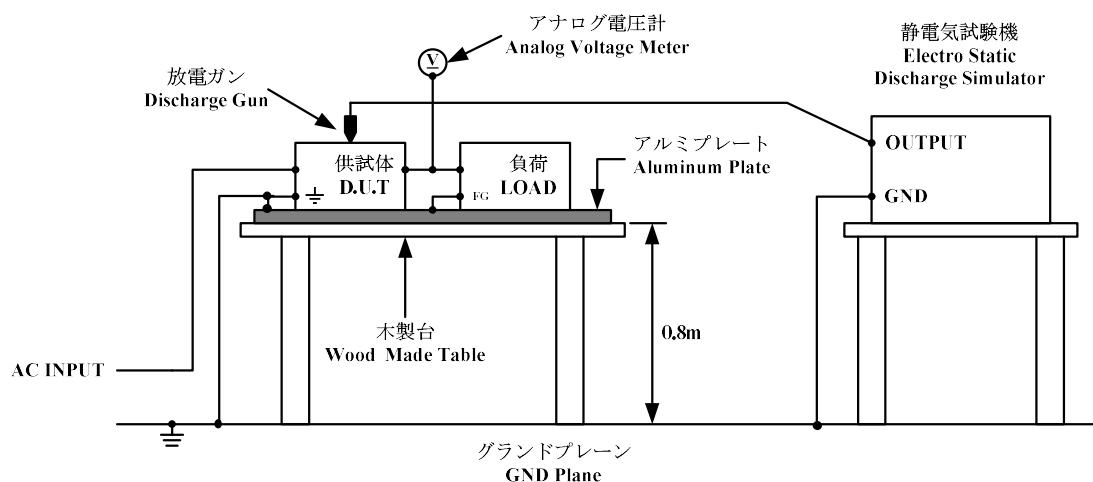 アナログ電圧計
Analog Voltage Meter
静電気試験機
Electro Static
Discharge Simulator
放電ガン
Discharge Gun
V
OUTPUT
GND
供試体
D.U.T
負荷
LOAD
FG
アルミプレート
Aluminum Plate
木製台
Wood Made Table
0.8m
AC INPUT
グランドプレーン
GND Plane